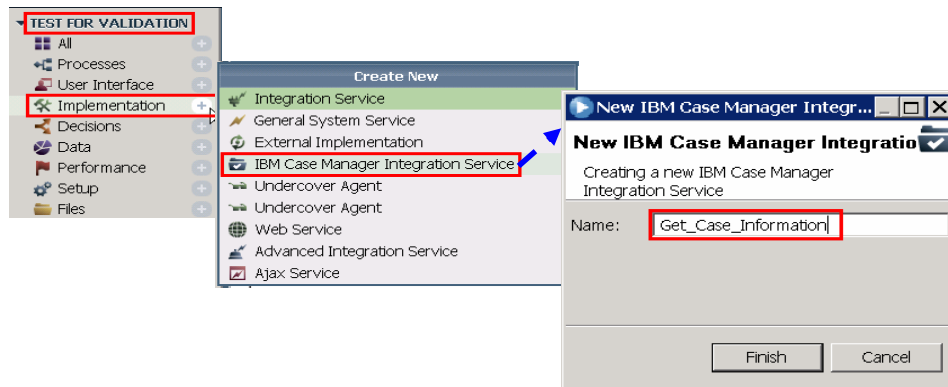 TEST FOR VALIDATION
All
Processes
User Interface
Implementation
Decisions
Data
Performance
Setup
Files
Create New
Integration Service
General System Service
External Implementation
IBM Case Manager Integration Service
Undercover Agent
Undercover Agent
Web Service
Advanced Integration Service
Ajax Service
New IBM Case Manager Integr...
New IBM Case Manager Integratio
Creating a new IBM Case Manager
Integration Service
Name: Get_Case_Information
Finish Cancel